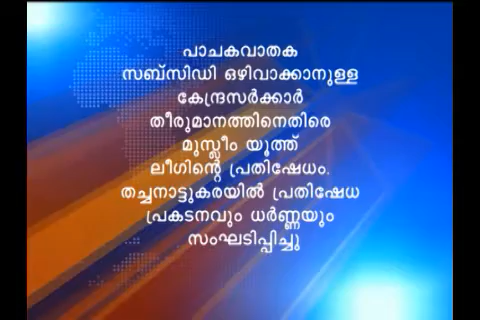 പാചകവാതക
സബ്സിഡി ഒഴിവാക്കാനുള്ള
കേന്ദ്രസർക്കാർ
തീരുമാനത്തിനെതിരെ
മുസ്ലീം യൂത്ത്
ലീഗിന്റെ പ്രതിഷേധം.
തച്ചനാട്ടുകരയിൽ പ്രതിഷേധ
പ്രകടനവും ധർണ്ണയും
സംഘടിപ്പിച്ചു